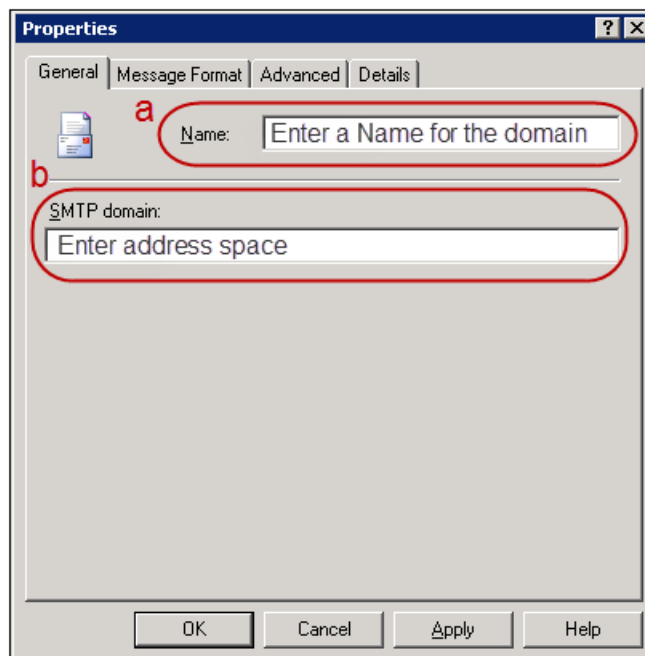 Properties
General Message Format Advanced Details
a
Name: Enter a Name for the domain
b
SMTP domain:
Enter address space
OK Cancel Apply Help